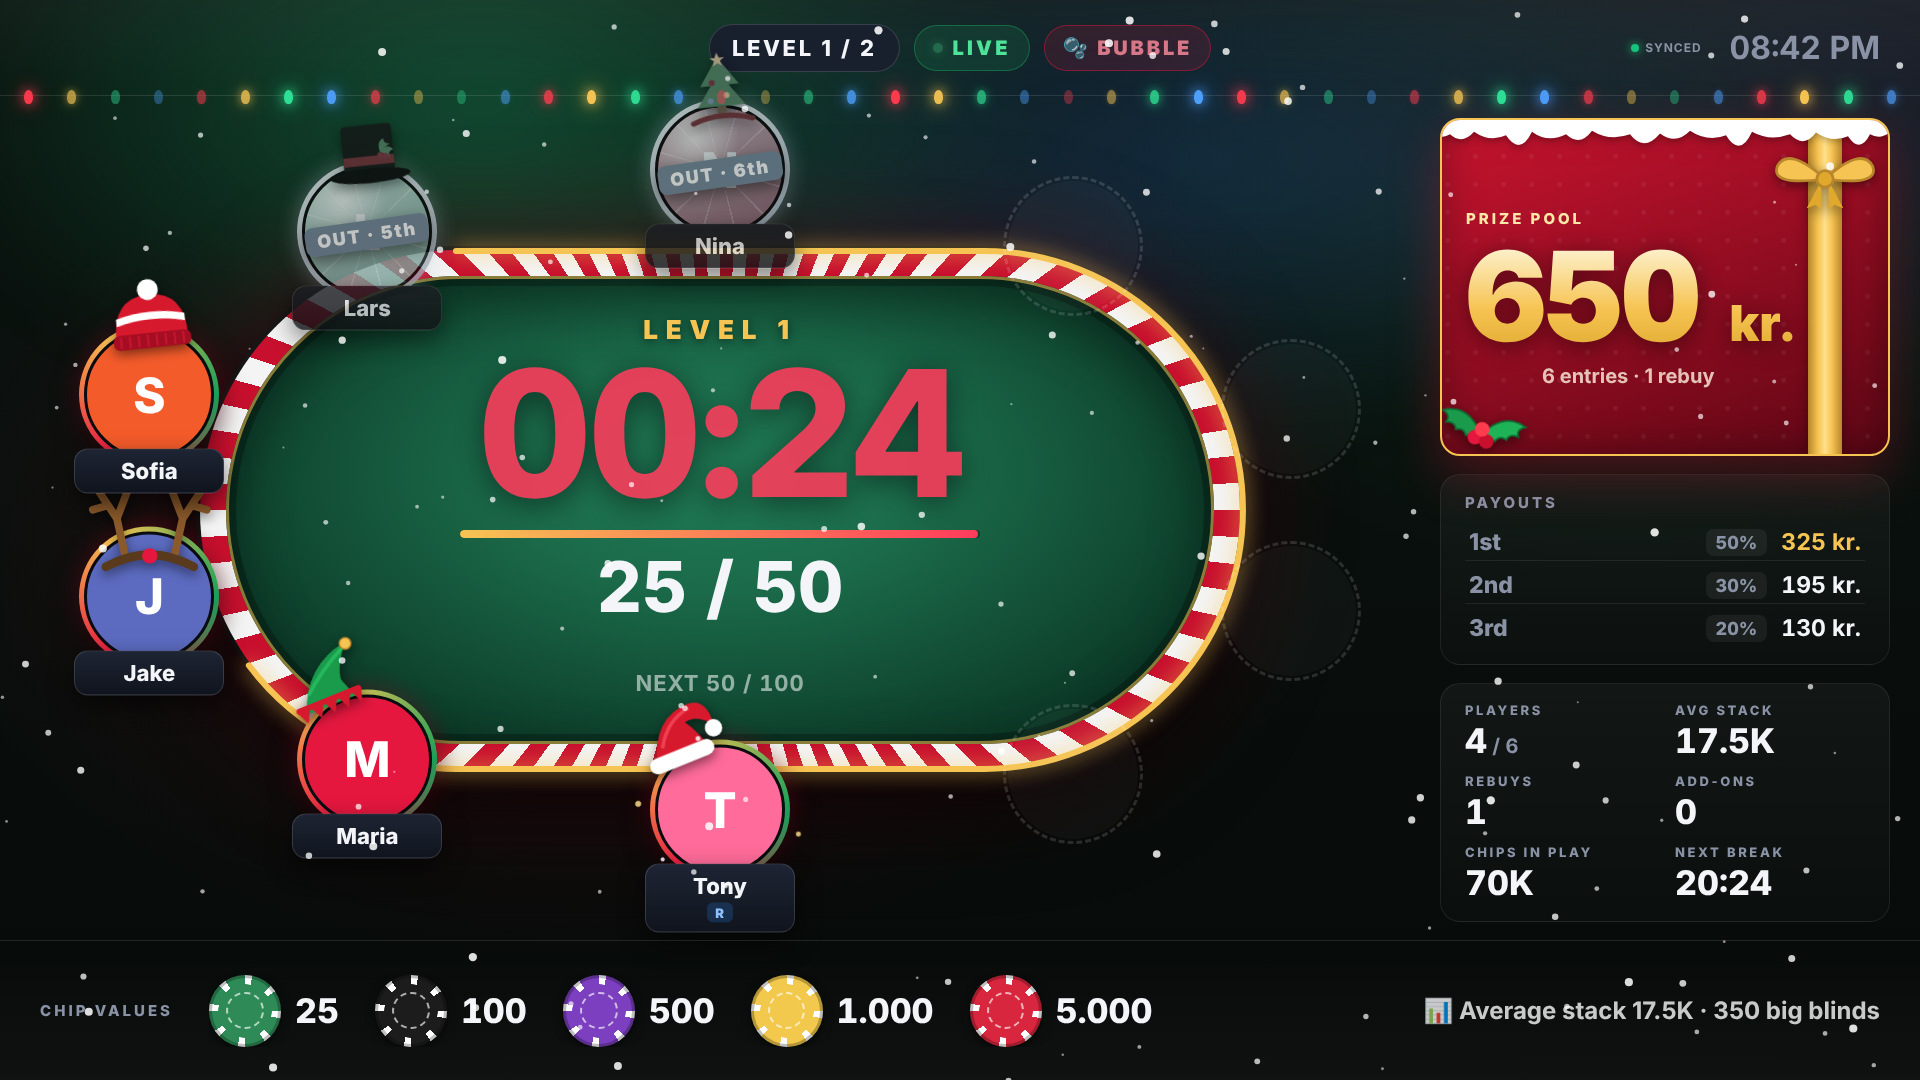 LEVEL 1 / 2
LIVE
BUBBLE
SYNCED
08:42 PM
OUT · 5th
Lars
OUT · 6th
Nina
S
Sofia
J
Jake
M
Maria
T
Tony
R
LEVEL 1
00:24
25 / 50
NEXT 50 / 100
PRIZE POOL
650 kr.
6 entries · 1 rebuy
PAYOUTS
1st 50% 325 kr.
2nd 30% 195 kr.
3rd 20% 130 kr.
PLAYERS
4 / 6
AVG STACK
17.5K
REBUYS
1
ADD-ONS
0
CHIPS IN PLAY
70K
NEXT BREAK
20:24
CHIP VALUES
25
100
500
1.000
5.000
Average stack 17.5K · 350 big blinds